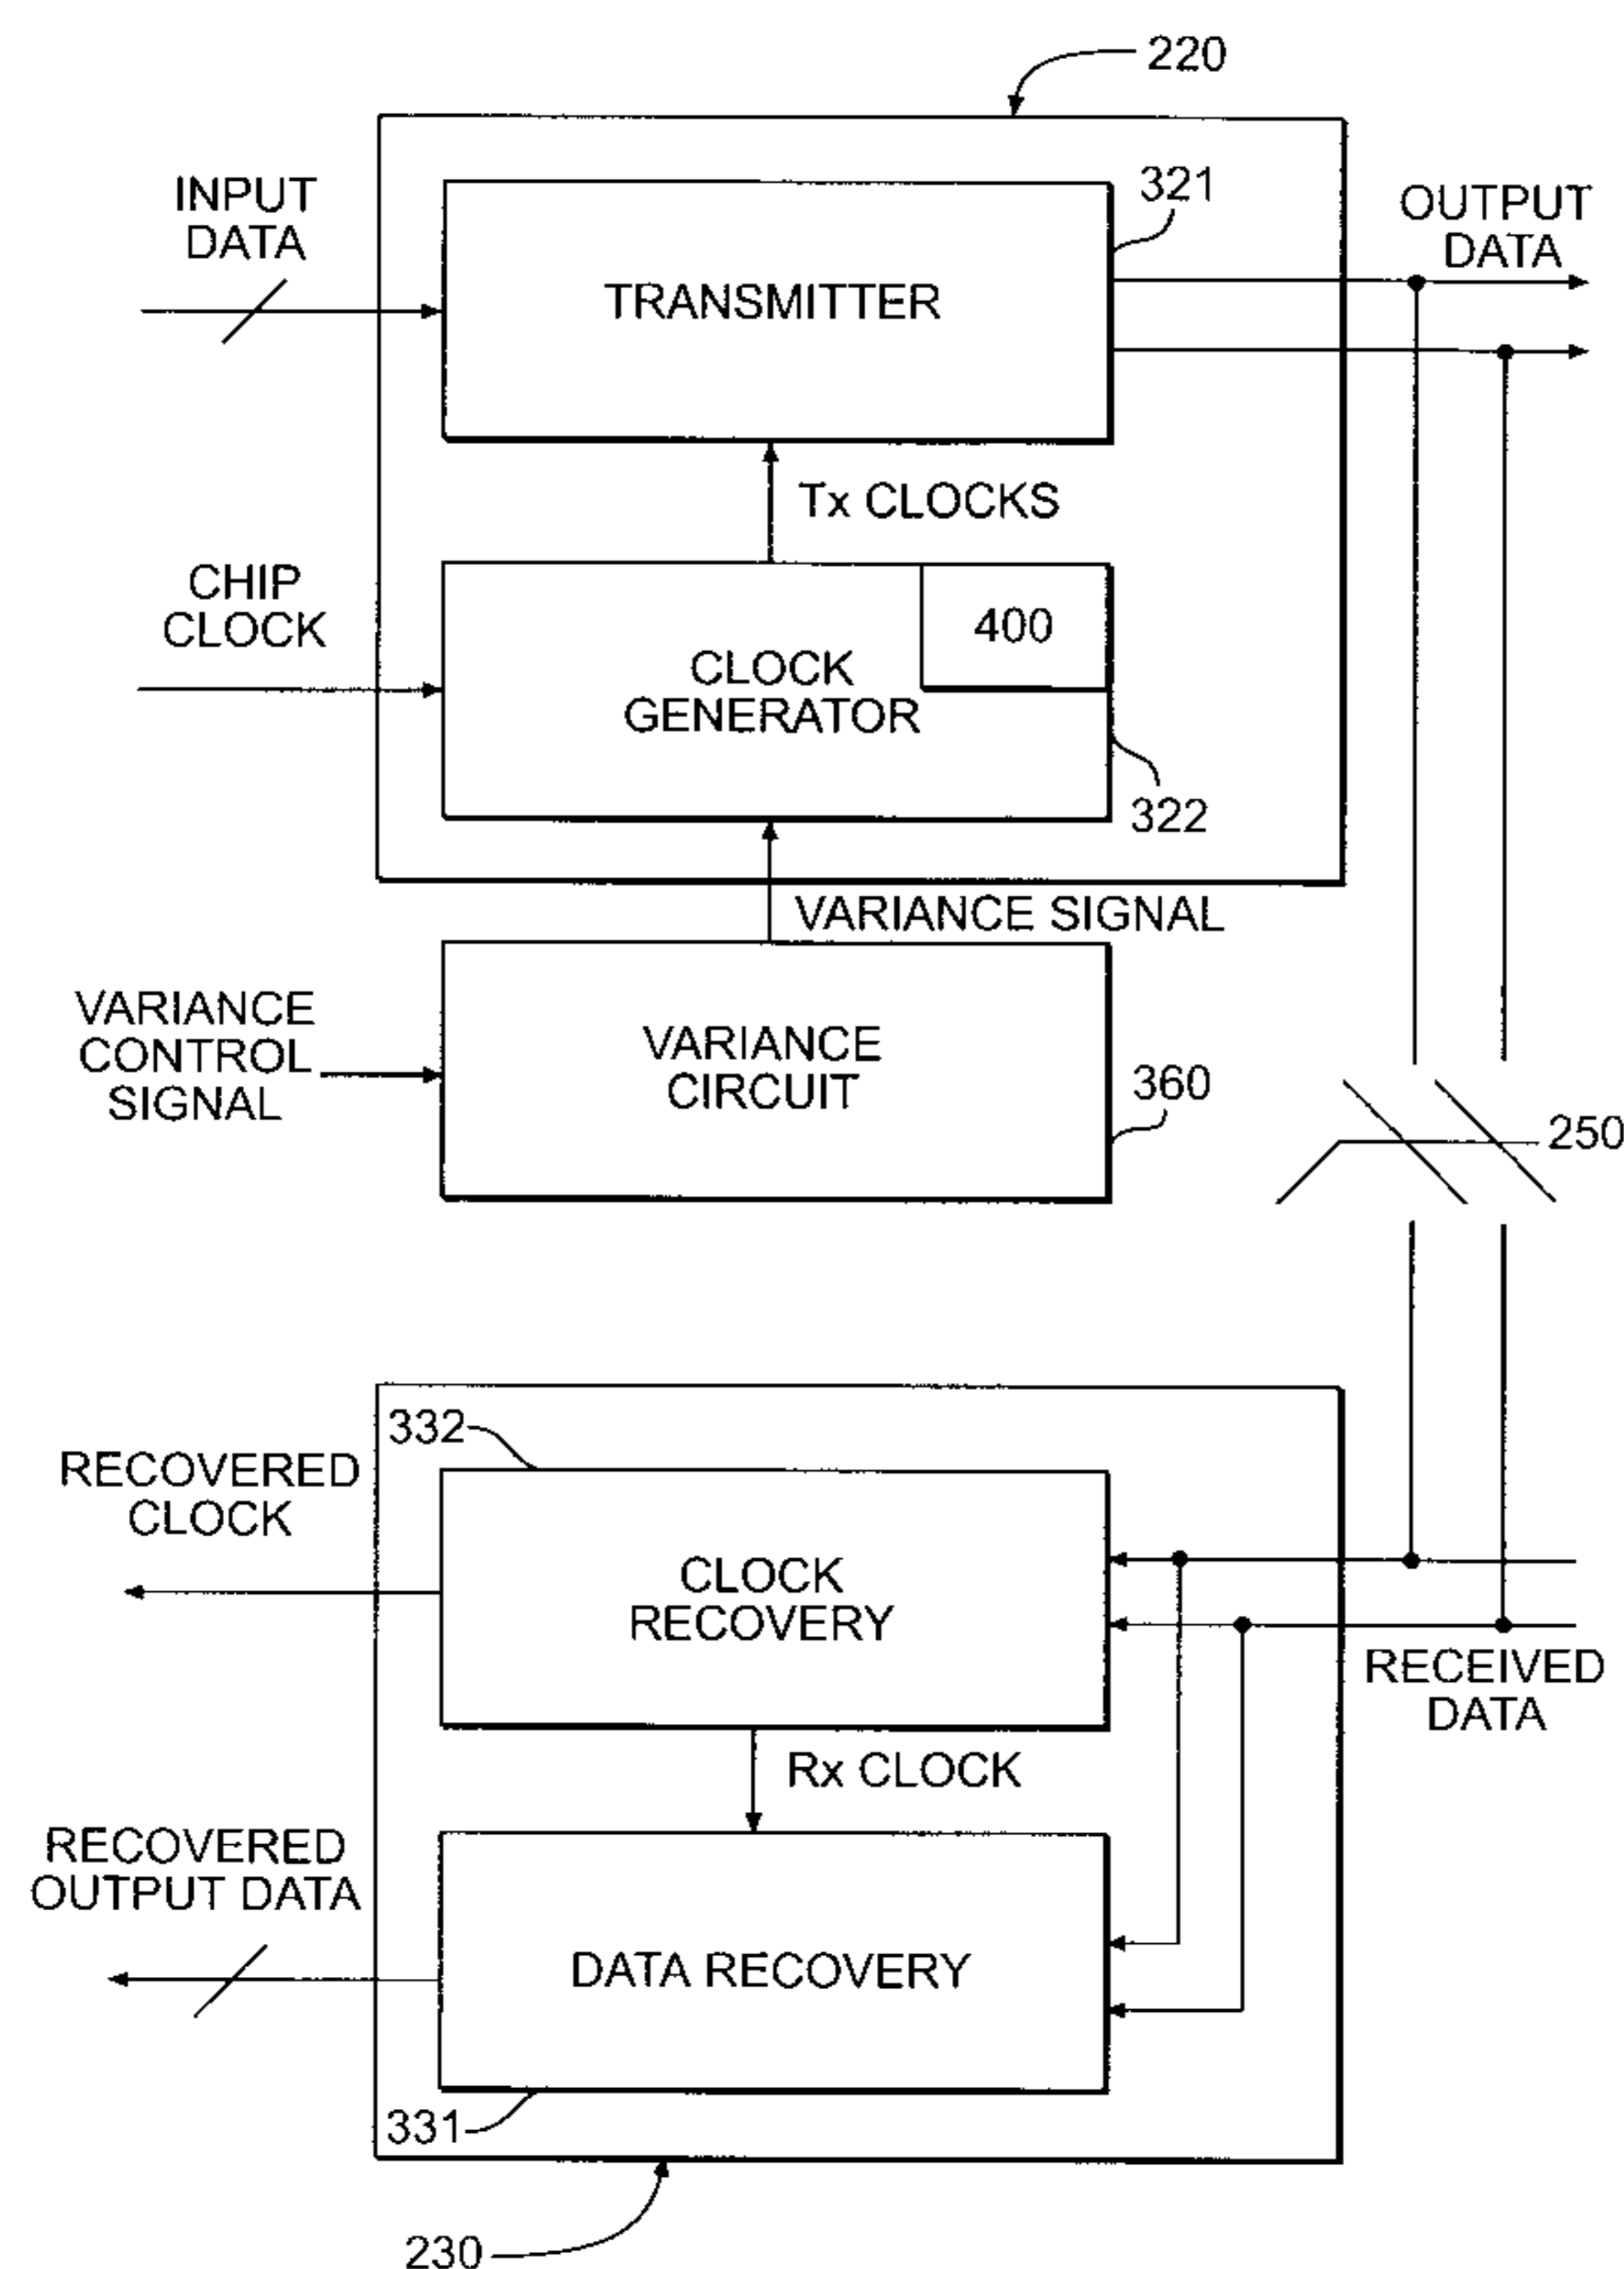 220
INPUT
DATA
321
OUTPUT
DATA
TRANSMITTER
Tx CLOCKS
CHIP
CLOCK
400
CLOCK
GENERATOR
322
VARIANCE SIGNAL
VARIANCE
CONTROL
SIGNAL
VARIANCE
CIRCUIT
360
250
332
RECOVERED
CLOCK
CLOCK
RECOVERY
RECEIVED
DATA
Rx CLOCK
RECOVERED
OUTPUT DATA
DATA RECOVERY
331
230